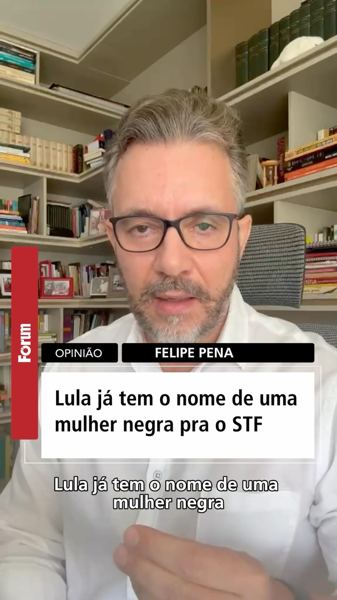 Forum
OPINIÃO
FELIPE PENA
Lula já tem o nome de uma
mulher negra pra o STF
Lula já tem o nome de uma
mulher negra